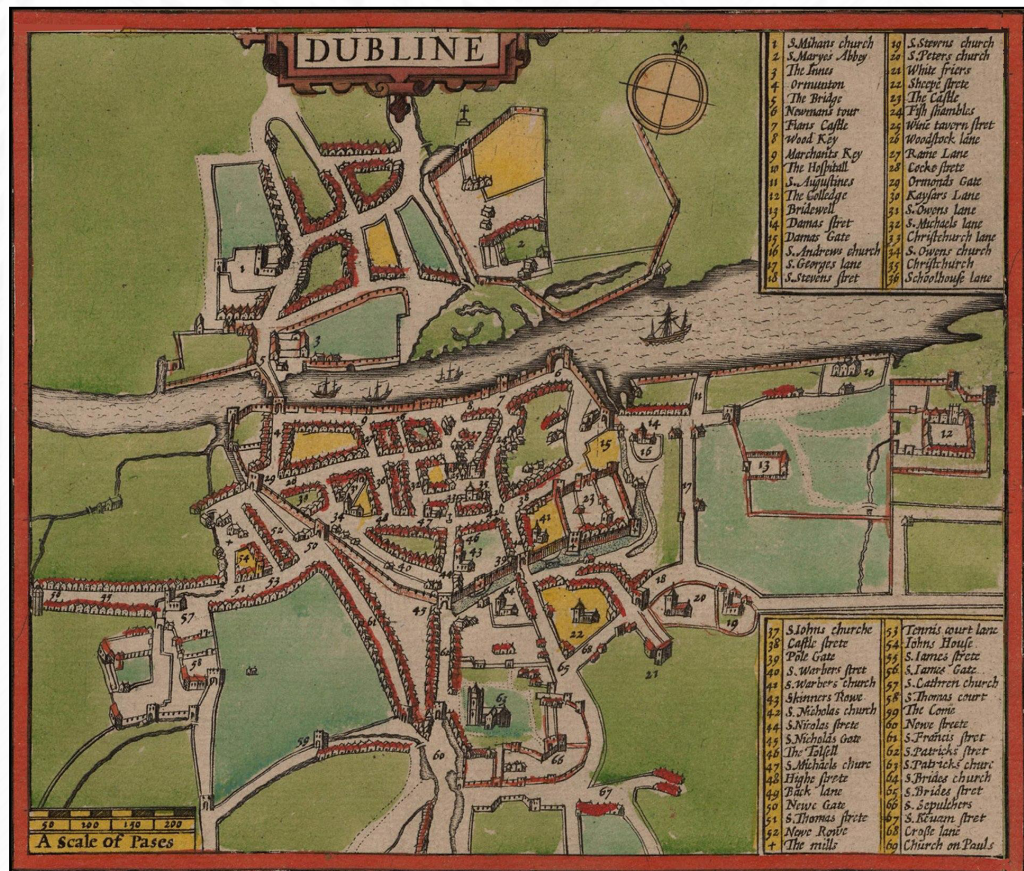 DUBLINE
1 S. Mihans church
2 S. Maryes Abbey
3 The Innes
4 Ormunton
5 The Bridge
6 Newmans tour
7 Fians Castle
8 Wood Key
9 Marchants Key
10 The Hospitall
11 S. Augustines
12 The Colledge
13 Bridewell
14 Damas stret
15 Damas Gate
16 S. Andrews church
17 S. Georges lane
18 S. Stevens stret
19 S. Stevens church
20 S. Peters church
21 White friers
22 Sheepe strete
23 The Castle
24 Fish shambles
25 Wine tavern stret
26 Woodstock lane
27 Rame Lane
28 Cocke strete
29 Ormonds Gate
30 Kaysars Lane
31 S. Owens lane
32 S. Michaels lane
33 Christchurch lane
34 S. Owens church
35 Christchurch
36 Schoolhouse lane
37 S. Iohns churche
38 Castle strete
39 Pole Gate
40 S. Warbers stret
41 S. Warbers church
43 Skinners Rowe
42 S. Nicholas church
44 S. Nicolas strete
45 S. Nicholas Gate
46 The Tolsell
47 S. Michaels churc
48 Highe strete
49 Back lane
50 Newe Gate
51 S. Thomas strete
52 Newe Rowe
+ The mills
53 Tennis court lane
54 Iohns House
55 S. Iames strete
56 S. Iames Gate
57 S. Cathren church
58 S. Thomas court
59 The Come
60 Newe streete
61 S. Francis stret
62 S. Patricks stret
63 S. Patricks churc
64 S. Brides church
65 S. Brides stret
66 S. Sepulchers
67 S. Keuam stret
68 Crosse lane
69 Church on Pauls
50 100 150 200
A Scale of Pases